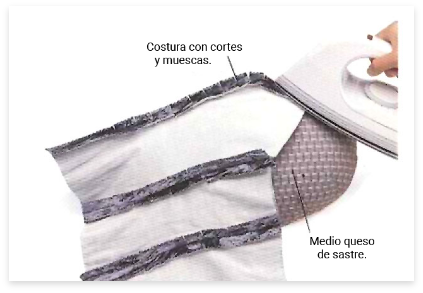 Costura con cortes
y muescas.
Medio queso
de sastre.